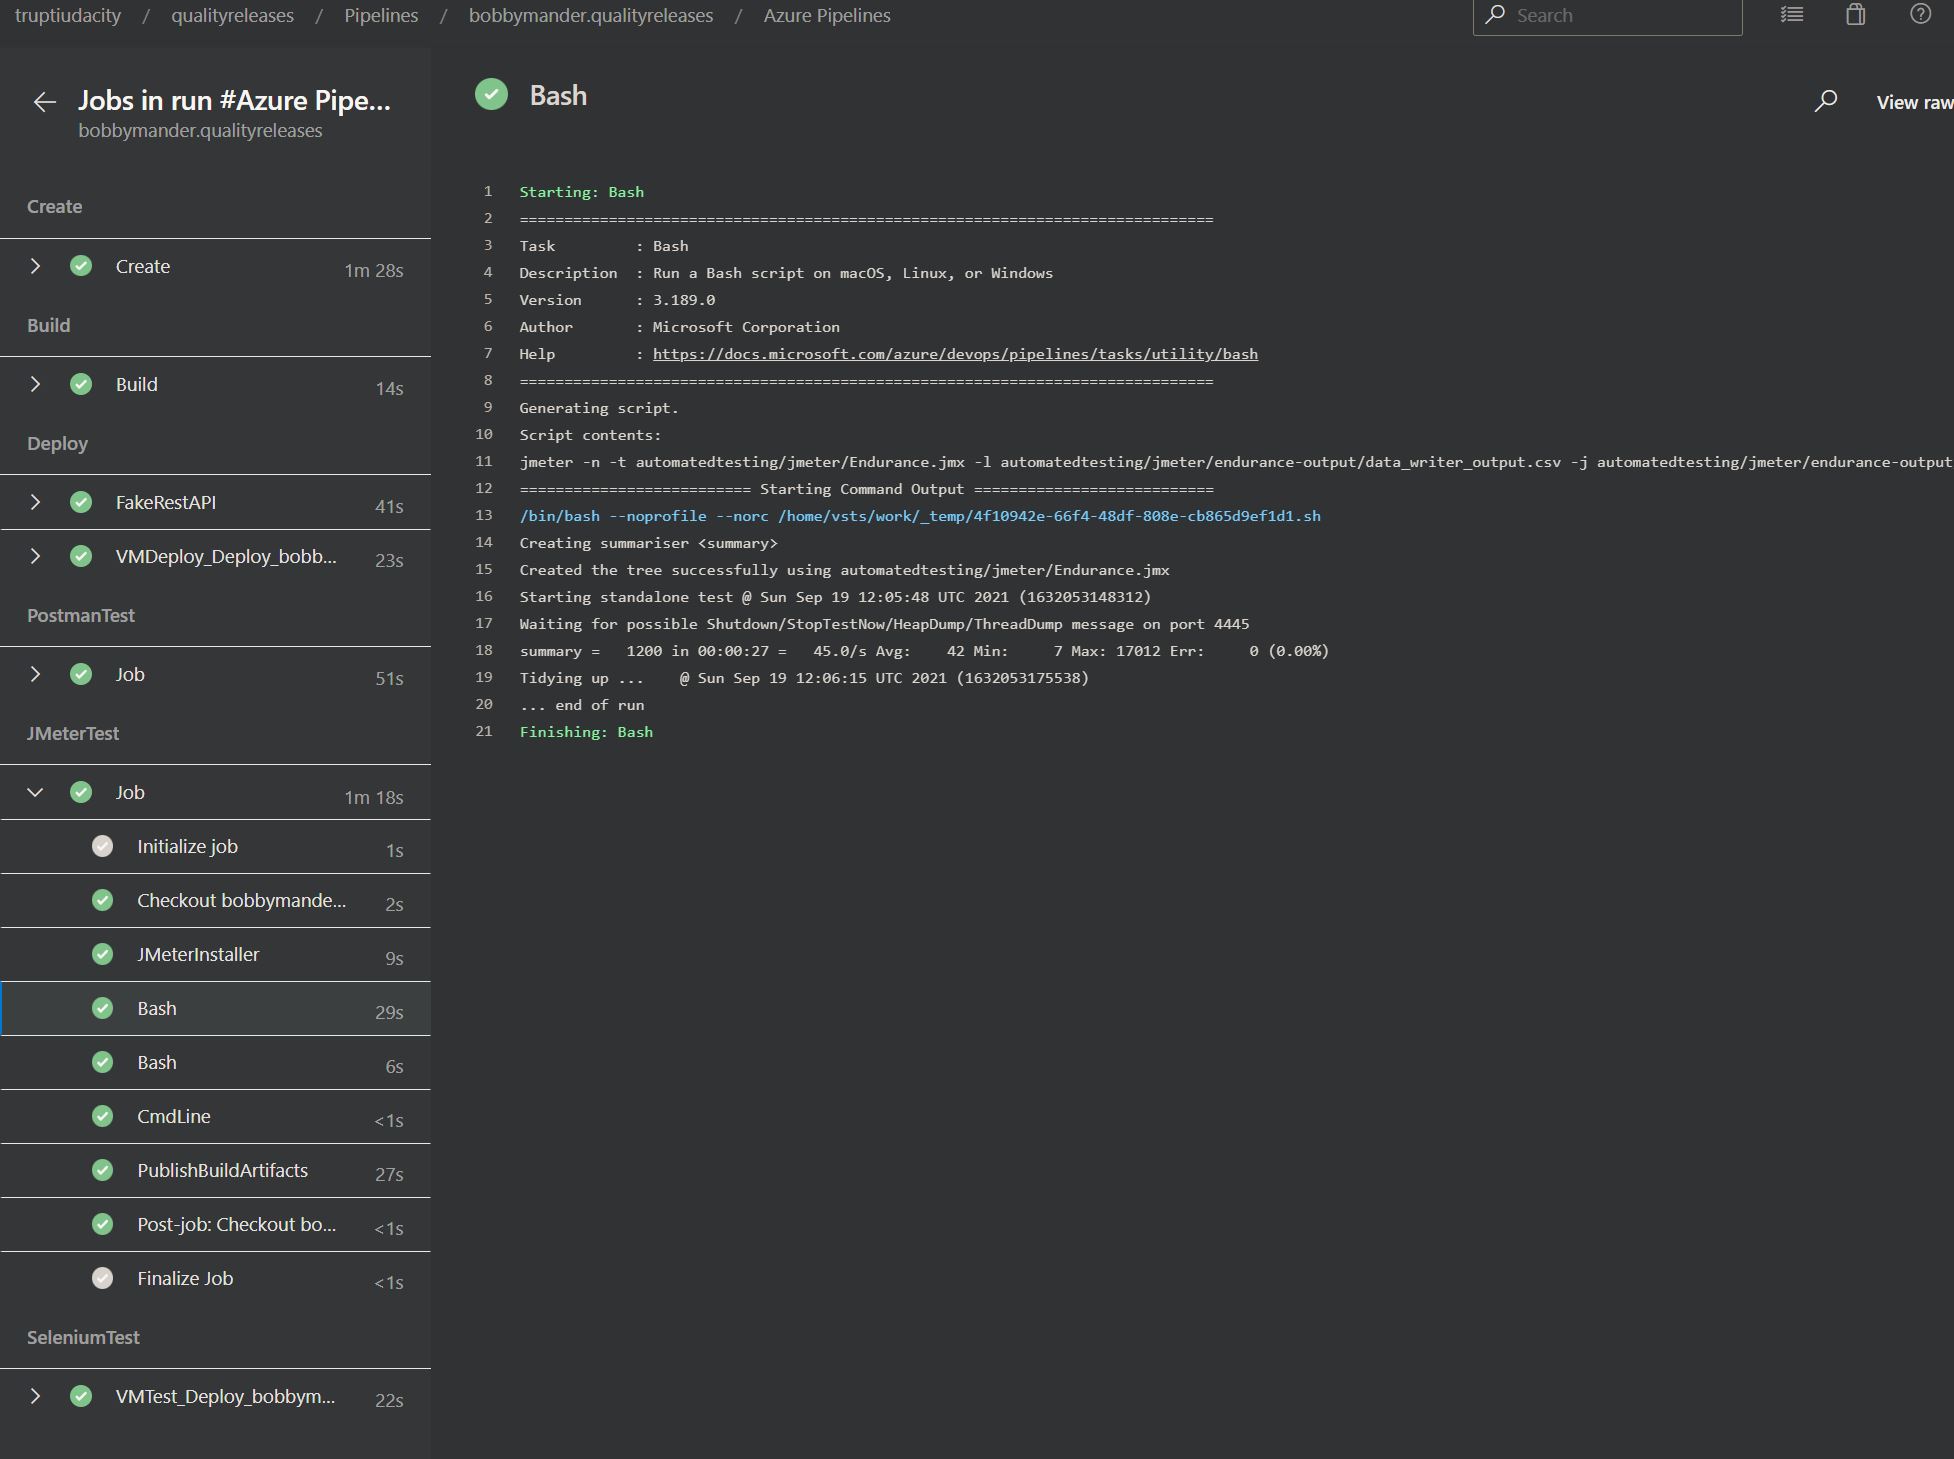 truptiudacity / qualityreleases / Pipelines / bobbymander.qualityreleases / Azure Pipelines
Search
Jobs in run #Azure Pipe...
bobbymander.qualityreleases
Create
Create 1m 28s
Build
Build 14s
Deploy
FakeRestAPI 41s
VMDeploy_Deploy_bobb... 23s
PostmanTest
Job 51s
JMeterTest
Job 1m 18s
Initialize job 1s
Checkout bobbymande... 2s
JMeterInstaller 9s
Bash 29s
Bash 6s
CmdLine <1s
PublishBuildArtifacts 27s
Post-job: Checkout bo... <1s
Finalize Job <1s
SeleniumTest
VMTest_Deploy_bobbym... 22s
Bash
View raw
1 Starting: Bash
2 ==============================================================================
3 Task         : Bash
4 Description  : Run a Bash script on macOS, Linux, or Windows
5 Version      : 3.189.0
6 Author       : Microsoft Corporation
7 Help         : https://docs.microsoft.com/azure/devops/pipelines/tasks/utility/bash
8 ==============================================================================
9 Generating script.
10 Script contents:
11 jmeter -n -t automatedtesting/jmeter/Endurance.jmx -l automatedtesting/jmeter/endurance-output/data_writer_output.csv -j automatedtesting/jmeter/endurance-output
12 ========================== Starting Command Output ===========================
13 /bin/bash --noprofile --norc /home/vsts/work/_temp/4f10942e-66f4-48df-808e-cb865d9ef1d1.sh
14 Creating summariser <summary>
15 Created the tree successfully using automatedtesting/jmeter/Endurance.jmx
16 Starting standalone test @ Sun Sep 19 12:05:48 UTC 2021 (1632053148312)
17 Waiting for possible Shutdown/StopTestNow/HeapDump/ThreadDump message on port 4445
18 summary =   1200 in 00:00:27 =   45.0/s Avg:    42 Min:     7 Max: 17012 Err:     0 (0.00%)
19 Tidying up ...    @ Sun Sep 19 12:06:15 UTC 2021 (1632053175538)
20 ... end of run
21 Finishing: Bash